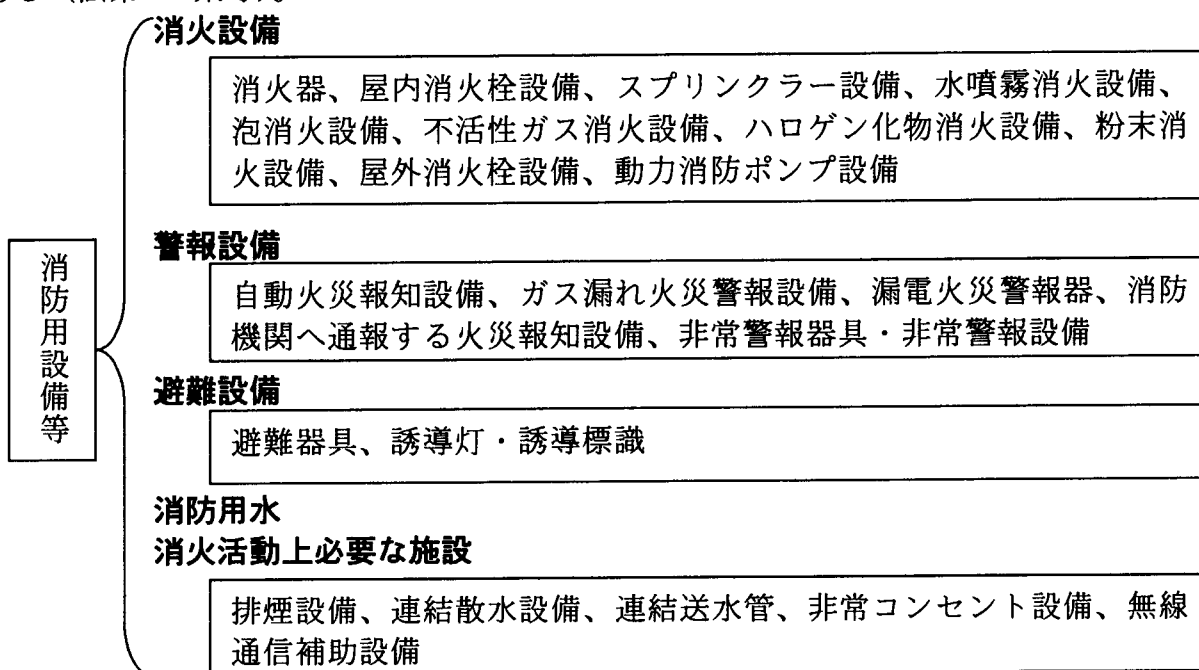 消火設備
消火器、屋内消火栓設備、スプリンクラー設備、水噴霧消火設備、
泡消火設備、不活性ガス消火設備、ハロゲン化物消火設備、粉末消
火設備、屋外消火栓設備、動力消防ポンプ設備
警報設備
自動火災報知設備、ガス漏れ火災警報設備、漏電火災警報器、消防
機関へ通報する火災報知設備、非常警報器具・非常警報設備
消防用設備等
避難設備
避難器具、誘導灯・誘導標識
消防用水
消火活動上必要な施設
排煙設備、連結散水設備、連結送水管、非常コンセント設備、無線
通信補助設備